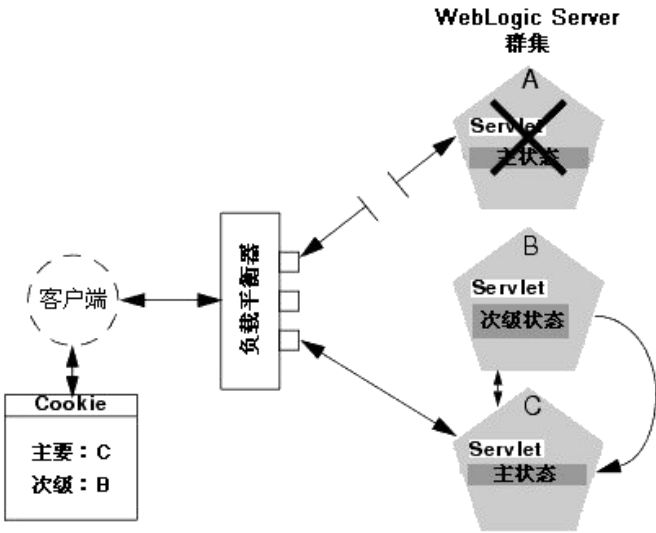 WebLogic Server
群集
A
Servlet
主状态
B
Servlet
次级状态
C
Servlet
主状态
负载平衡器
客户端
Cookie
主要：C
次级：B